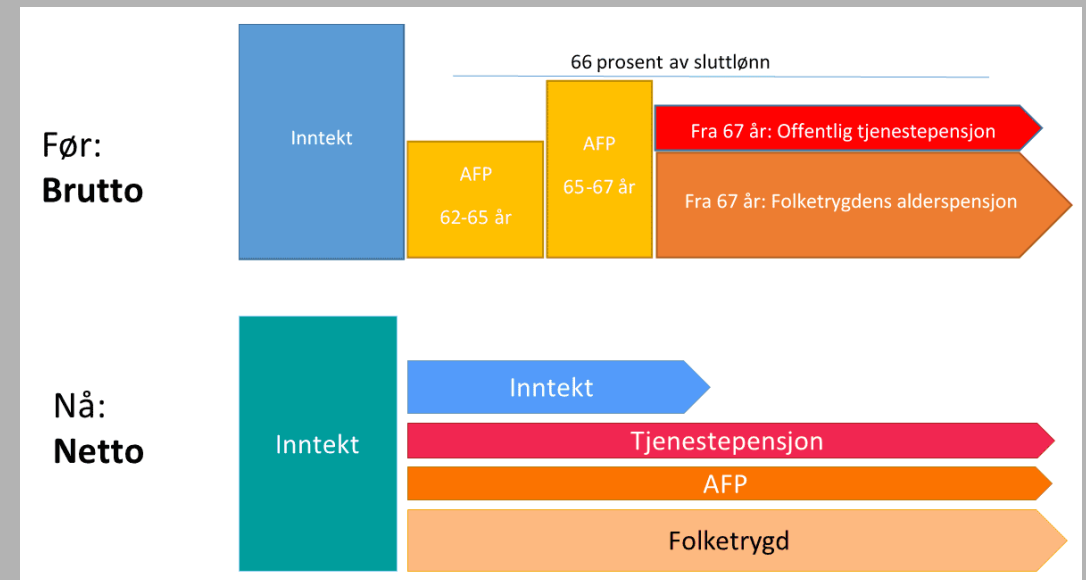 66 prosent av sluttlønn
Før:
Brutto
Inntekt
AFP
62-65 år
AFP
65-67 år
Fra 67 år: Offentlig tjenestepensjon
Fra 67 år: Folketrygdens alderspensjon
Nå:
Netto
Inntekt
Inntekt
Tjenestepensjon
AFP
Folketrygd